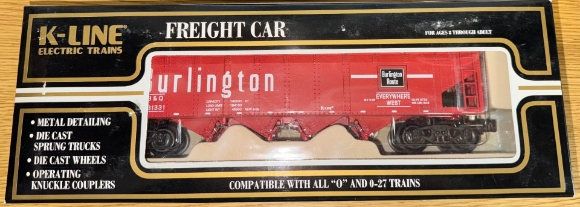 K-LINE
ELECTRIC TRAINS
FREIGHT CAR
FOR AGES 8 THROUGH ADULT
urlington
Burlington
Route
EVERYWHERE
WEST
• METAL DETAILING
• DIE CAST
SPRUNG TRUCKS
• DIE CAST WHEELS
• OPERATING
KNUCKLE COUPLERS
COMPATIBLE WITH ALL "O" AND 0-27 TRAINS